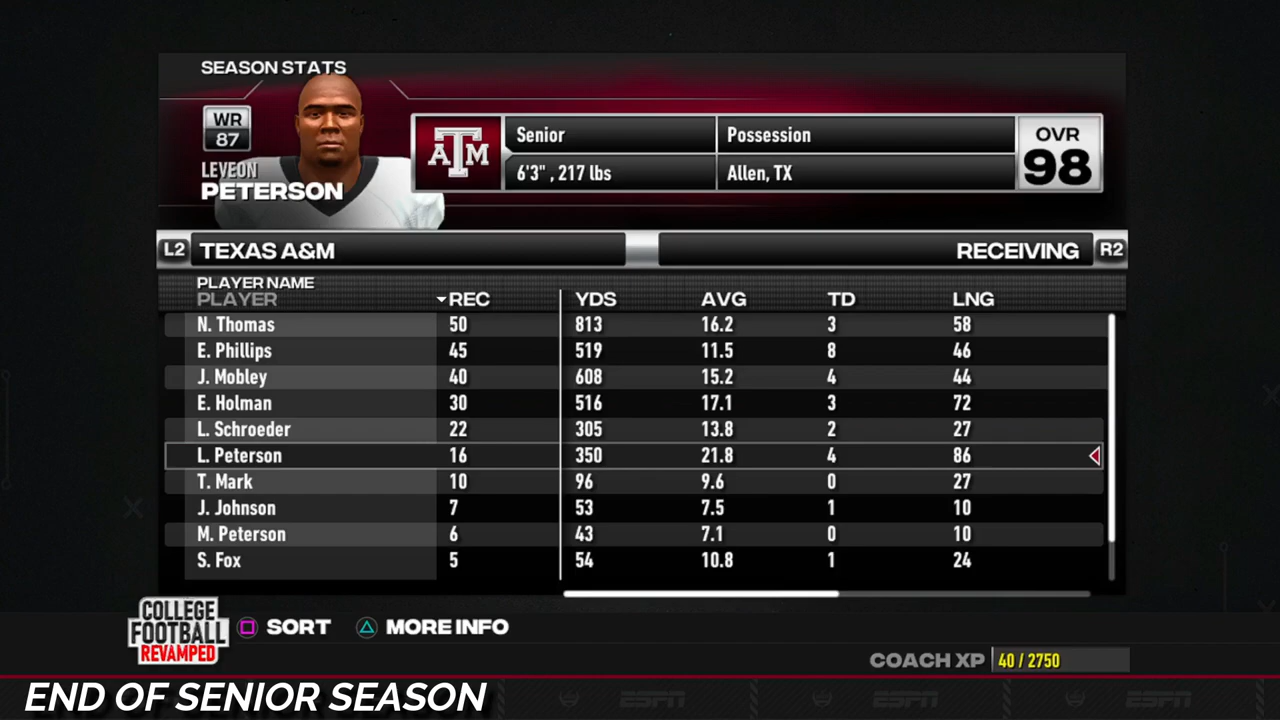 SEASON STATS
WR
87
LEVEON
PETERSON
ATM
Senior
Possession
6'3" , 217 lbs
Allen, TX
OVR
98
L2 TEXAS A&M RECEIVING R2
PLAYER NAME
PLAYER REC YDS AVG TD LNG
N. Thomas 50 813 16.2 3 58
E. Phillips 45 519 11.5 8 46
J. Mobley 40 608 15.2 4 44
E. Holman 30 516 17.1 3 72
L. Schroeder 22 305 13.8 2 27
L. Peterson 16 350 21.8 4 86
T. Mark 10 96 9.6 0 27
J. Johnson 7 53 7.5 1 10
M. Peterson 6 43 7.1 0 10
S. Fox 5 54 10.8 1 24
COLLEGE
FOOTBALL
REVAMPED
SORT MORE INFO
COACH XP 40 / 2750
END OF SENIOR SEASON
ESPN ESPN ESPN